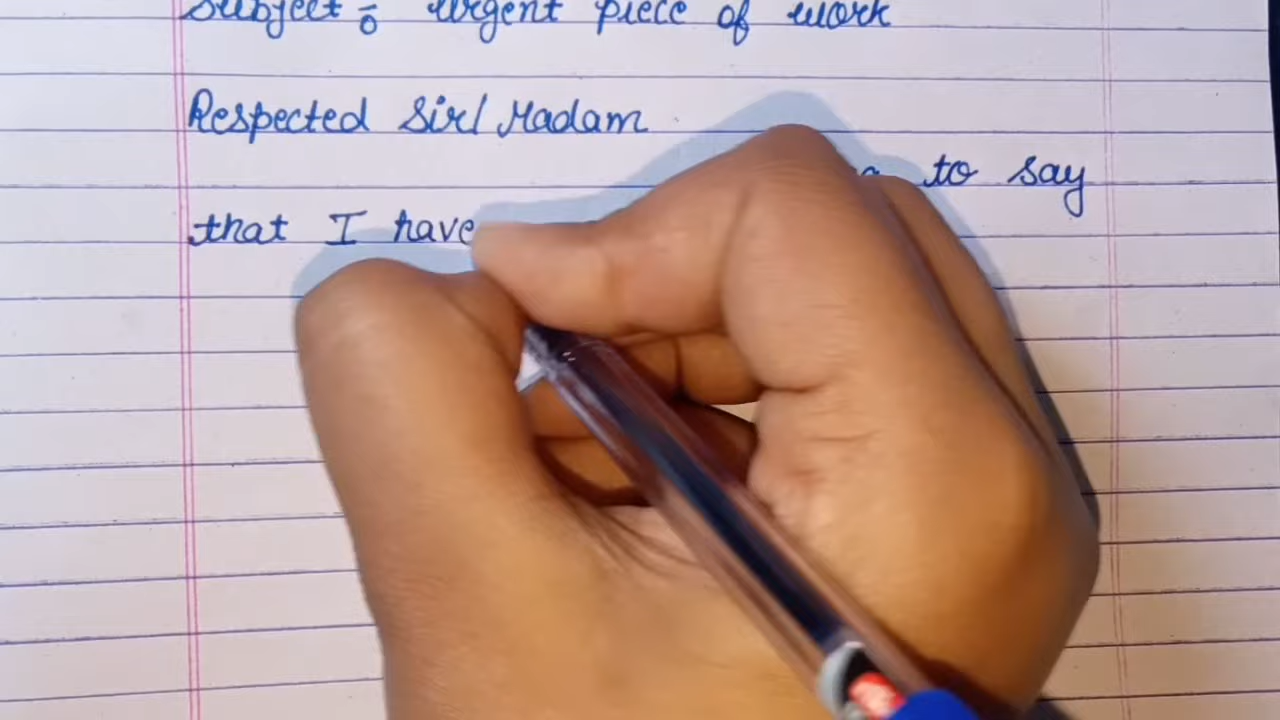 Subject : urgent piece of work
Respected Sir/Madam
to say
that I have